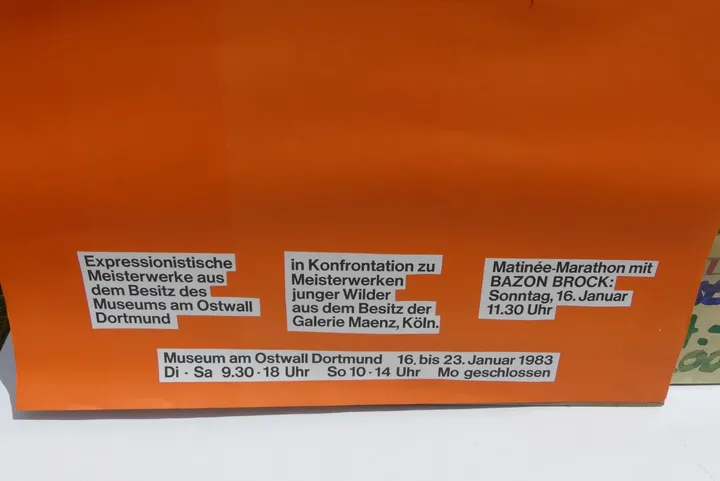 Expressionistische
Meisterwerke aus
dem Besitz des
Museums am Ostwall
Dortmund
in Konfrontation zu
Meisterwerken
junger Wilder
aus dem Besitz der
Galerie Maenz, Köln.
Matinée-Marathon mit
BAZON BROCK:
Sonntag, 16. Januar
11.30 Uhr
Museum am Ostwall Dortmund 16. bis 23. Januar 1983
Di · Sa 9.30 · 18 Uhr So 10 · 14 Uhr Mo geschlossen